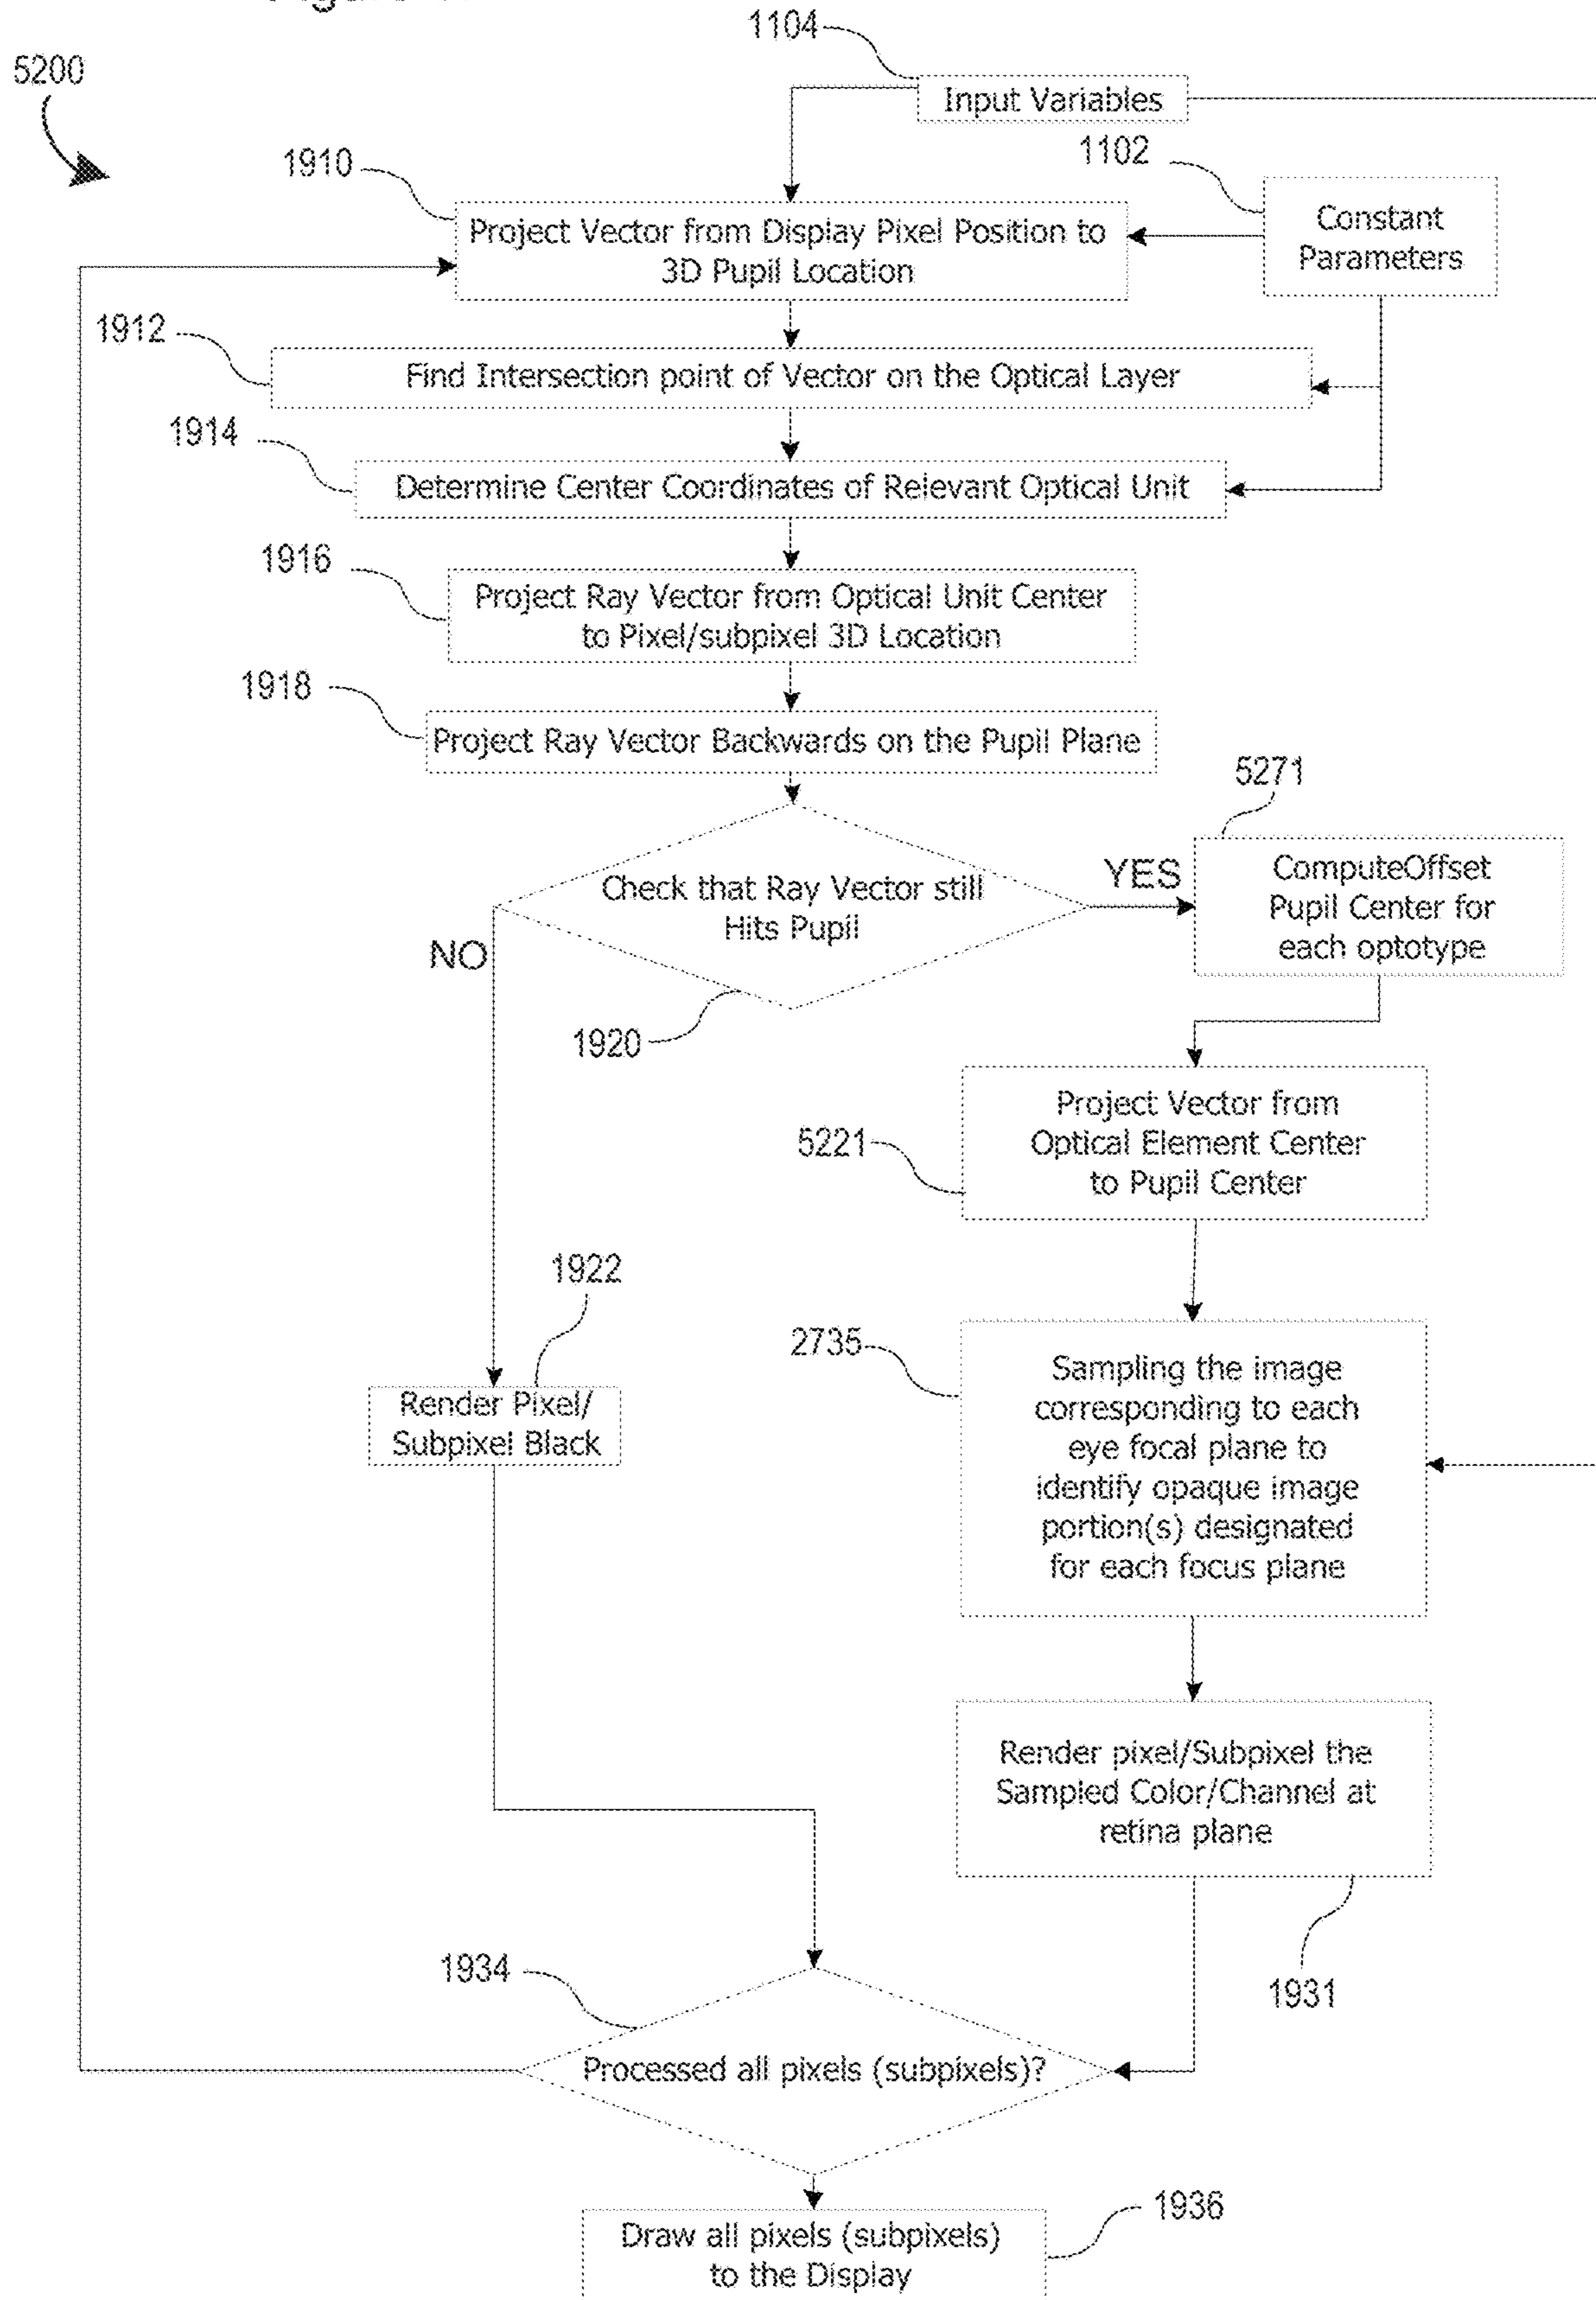 1104
5200
Input Variables
1102
1910
Constant
Parameters
Project Vector from Display Pixel Position to
3D Pupil Location
1912
Find Intersection point of Vector on the Optical Layer
1914
Determine Center Coordinates of Relevant Optical Unit
1916
Project Ray Vector from Optical Unit Center
to Pixel/subpixel 3D Location
1918
Project Ray Vector Backwards on the Pupil Plane
5271
Check that Ray Vector still
Hits Pupil
YES
ComputeOffset
Pupil Center for
each optotype
NO
1920
Project Vector from
Optical Element Center
to Pupil Center
5221
1922
Render Pixel/
Subpixel Black
2735
Sampling the image
corresponding to each
eye focal plane to
identify opaque image
portion(s) designated
for each focus plane
Render pixel/Subpixel the
Sampled Color/Channel at
retina plane
1931
1934
Processed all pixels (subpixels)?
1936
Draw all pixels (subpixels)
to the Display